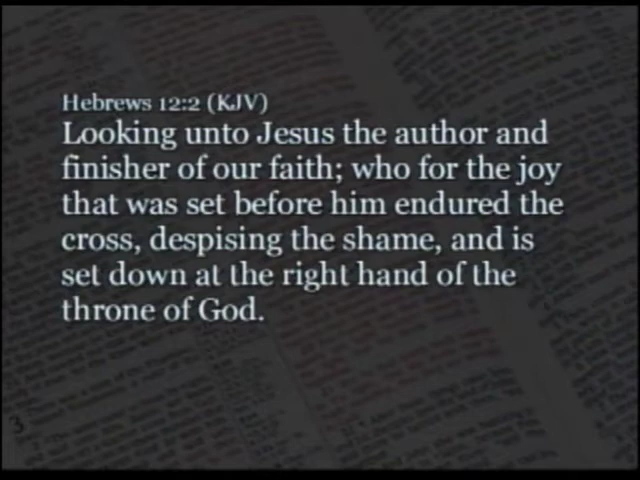 Hebrews 12:2 (KJV)
Looking unto Jesus the author and
finisher of our faith; who for the joy
that was set before him endured the
cross, despising the shame, and is
set down at the right hand of the
throne of God.
3